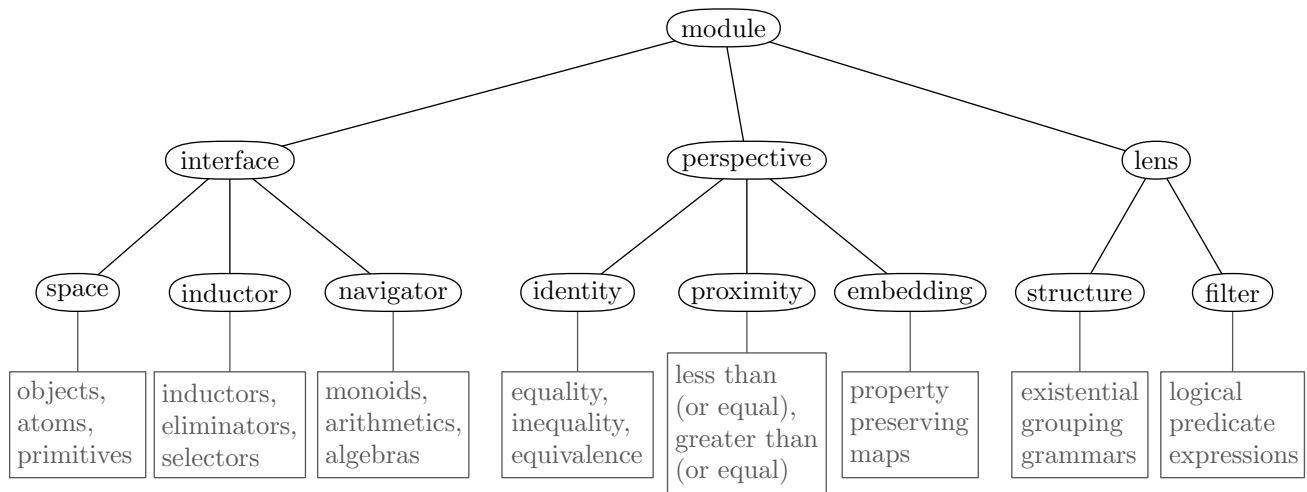 module
interface
perspective
lens
space
inductor
navigator
identity
proximity
embedding
structure
filter
objects,
atoms,
primitives
inductors,
eliminators,
selectors
monoids,
arithmetics,
algebras
equality,
inequality,
equivalence
less than
(or equal),
greater than
(or equal)
property
preserving
maps
existential
grouping
grammars
logical
predicate
expressions